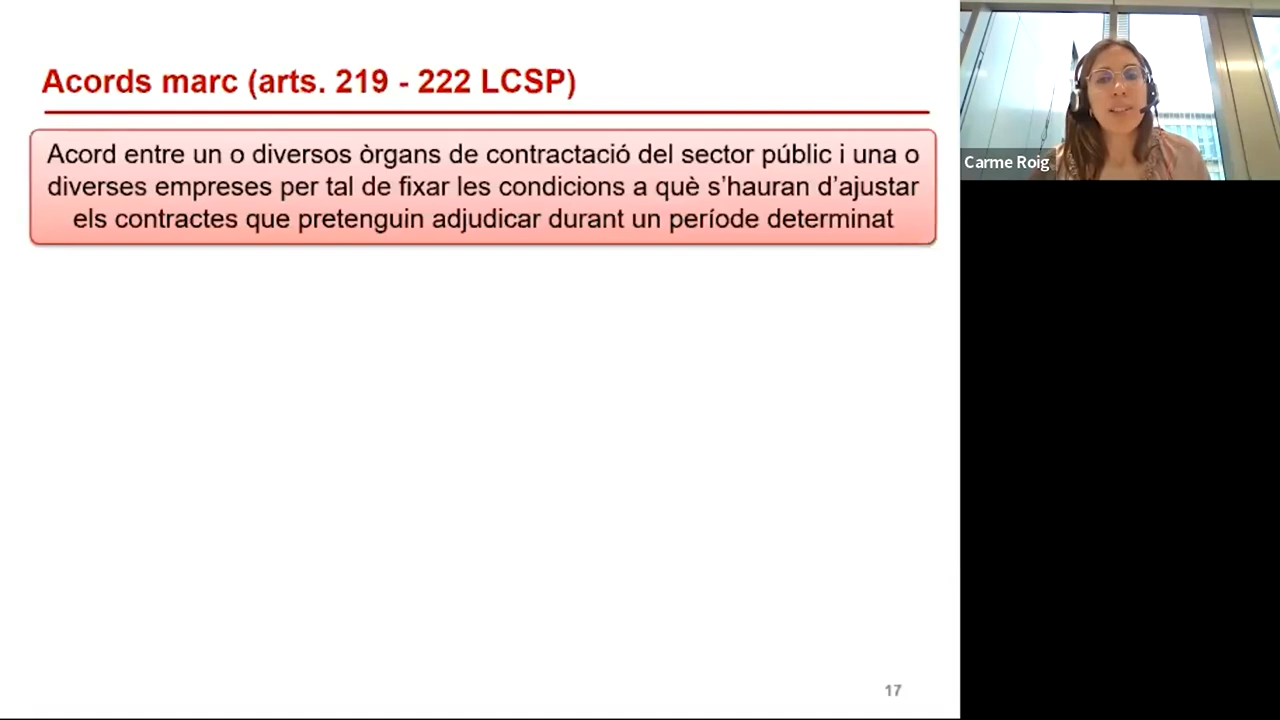 Acords marc (arts. 219 - 222 LCSP)
Acord entre un o diversos òrgans de contractació del sector públic i una o
diverses empreses per tal de fixar les condicions a què s’hauran d’ajustar
els contractes que pretenguin adjudicar durant un període determinat
17
Carme Roig